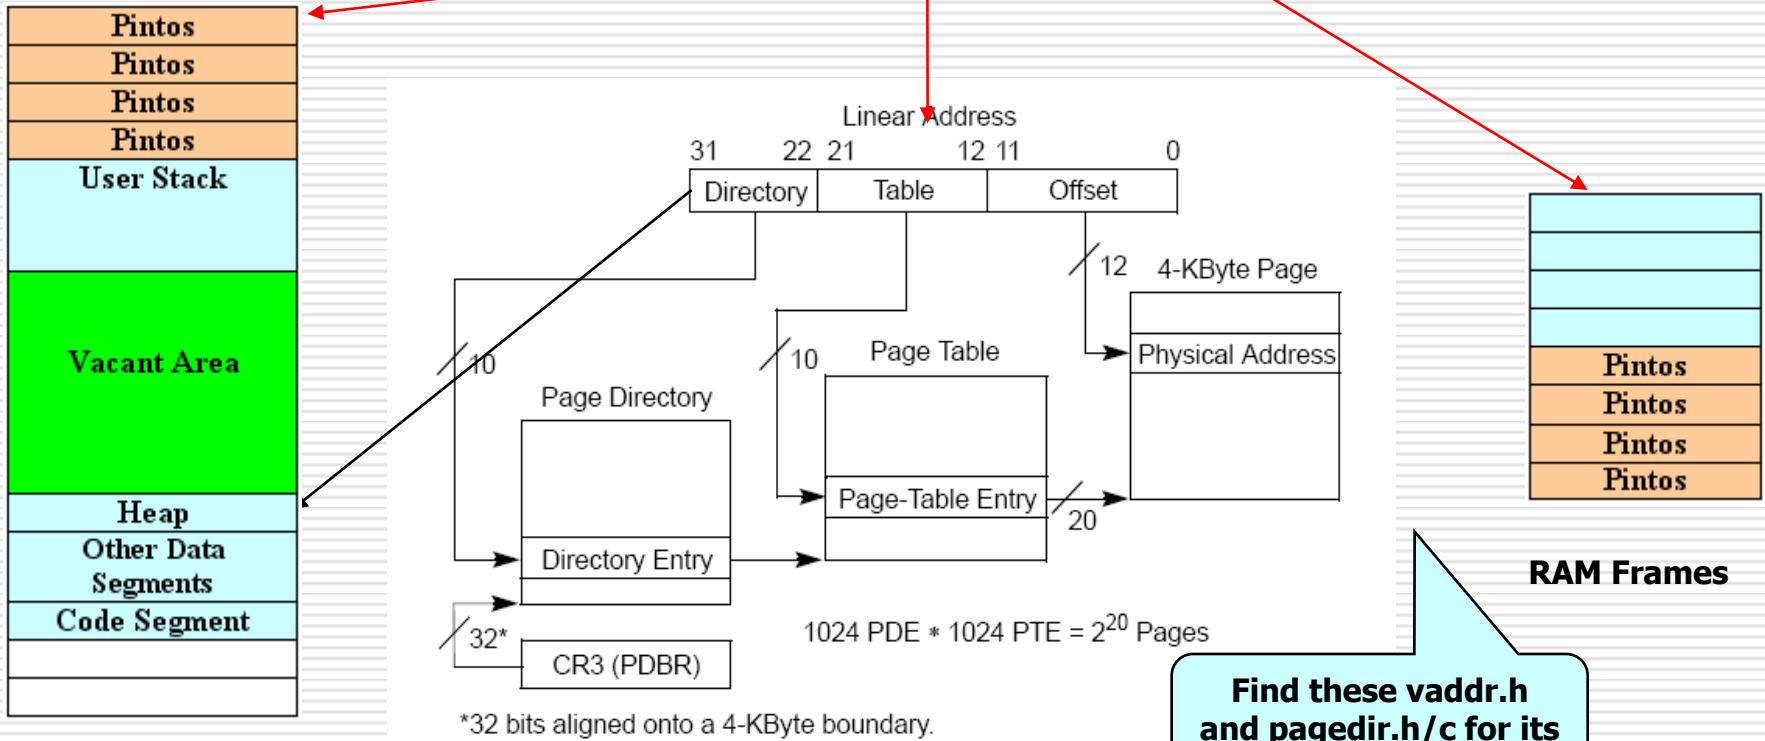 Pintos
Pintos
Pintos
Pintos
User Stack
Vacant Area
Heap
Other Data
Segments
Code Segment
Linear Address
31 22 21 12 11 0
Directory Table Offset
12
4-KByte Page
Physical Address
10
10
Page Table
Page Directory
Page-Table Entry
20
Directory Entry
32*
CR3 (PDBR)
1024 PDE * 1024 PTE = 2^20 Pages
*32 bits aligned onto a 4-KByte boundary.
Pintos
Pintos
Pintos
Pintos
RAM Frames
Find these vaddr.h
and pagedir.h/c for its